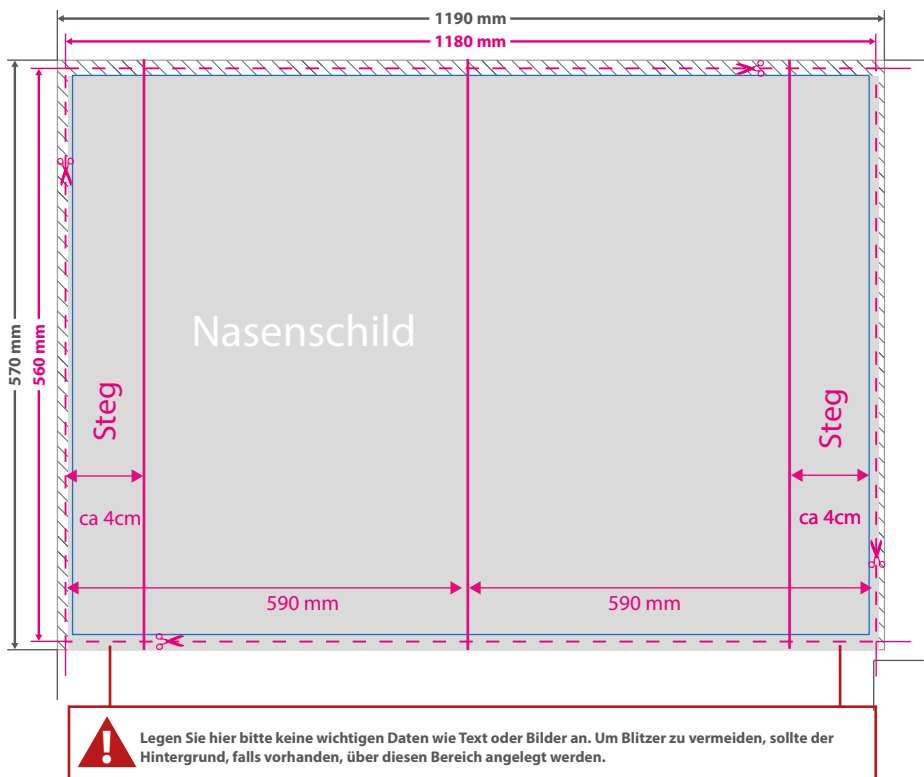 1190 mm
1180 mm
570 mm
560 mm
Nasenschild
Steg
Steg
ca 4cm
ca 4cm
590 mm
590 mm
Legen Sie hier bitte keine wichtigen Daten wie Text oder Bilder an. Um Blitzer zu vermeiden, sollte der
Hintergrund, falls vorhanden, über diesen Bereich angelegt werden.